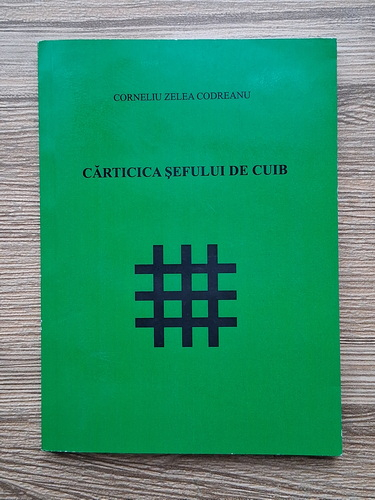 CORNELIU ZELEA CODREANU
CĂRTICICA ŞEFULUI DE CUIB